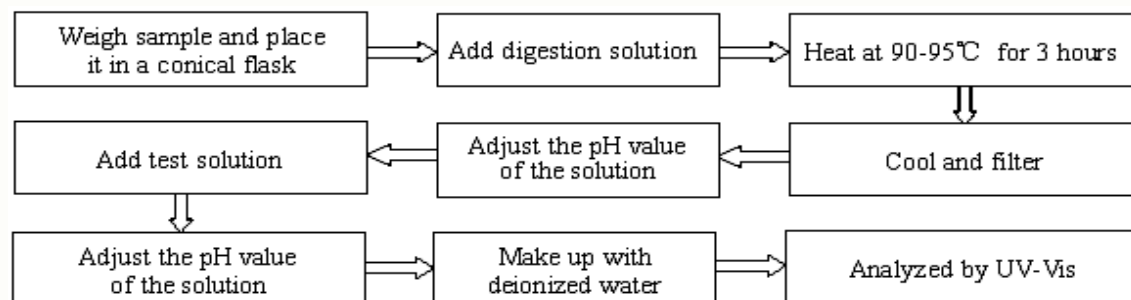 Weigh sample and place
it in a conical flask
Add digestion solution
Heat at 90-95℃ for 3 hours
Cool and filter
Adjust the pH value
of the solution
Add test solution
Adjust the pH value
of the solution
Make up with
deionized water
Analyzed by UV-Vis